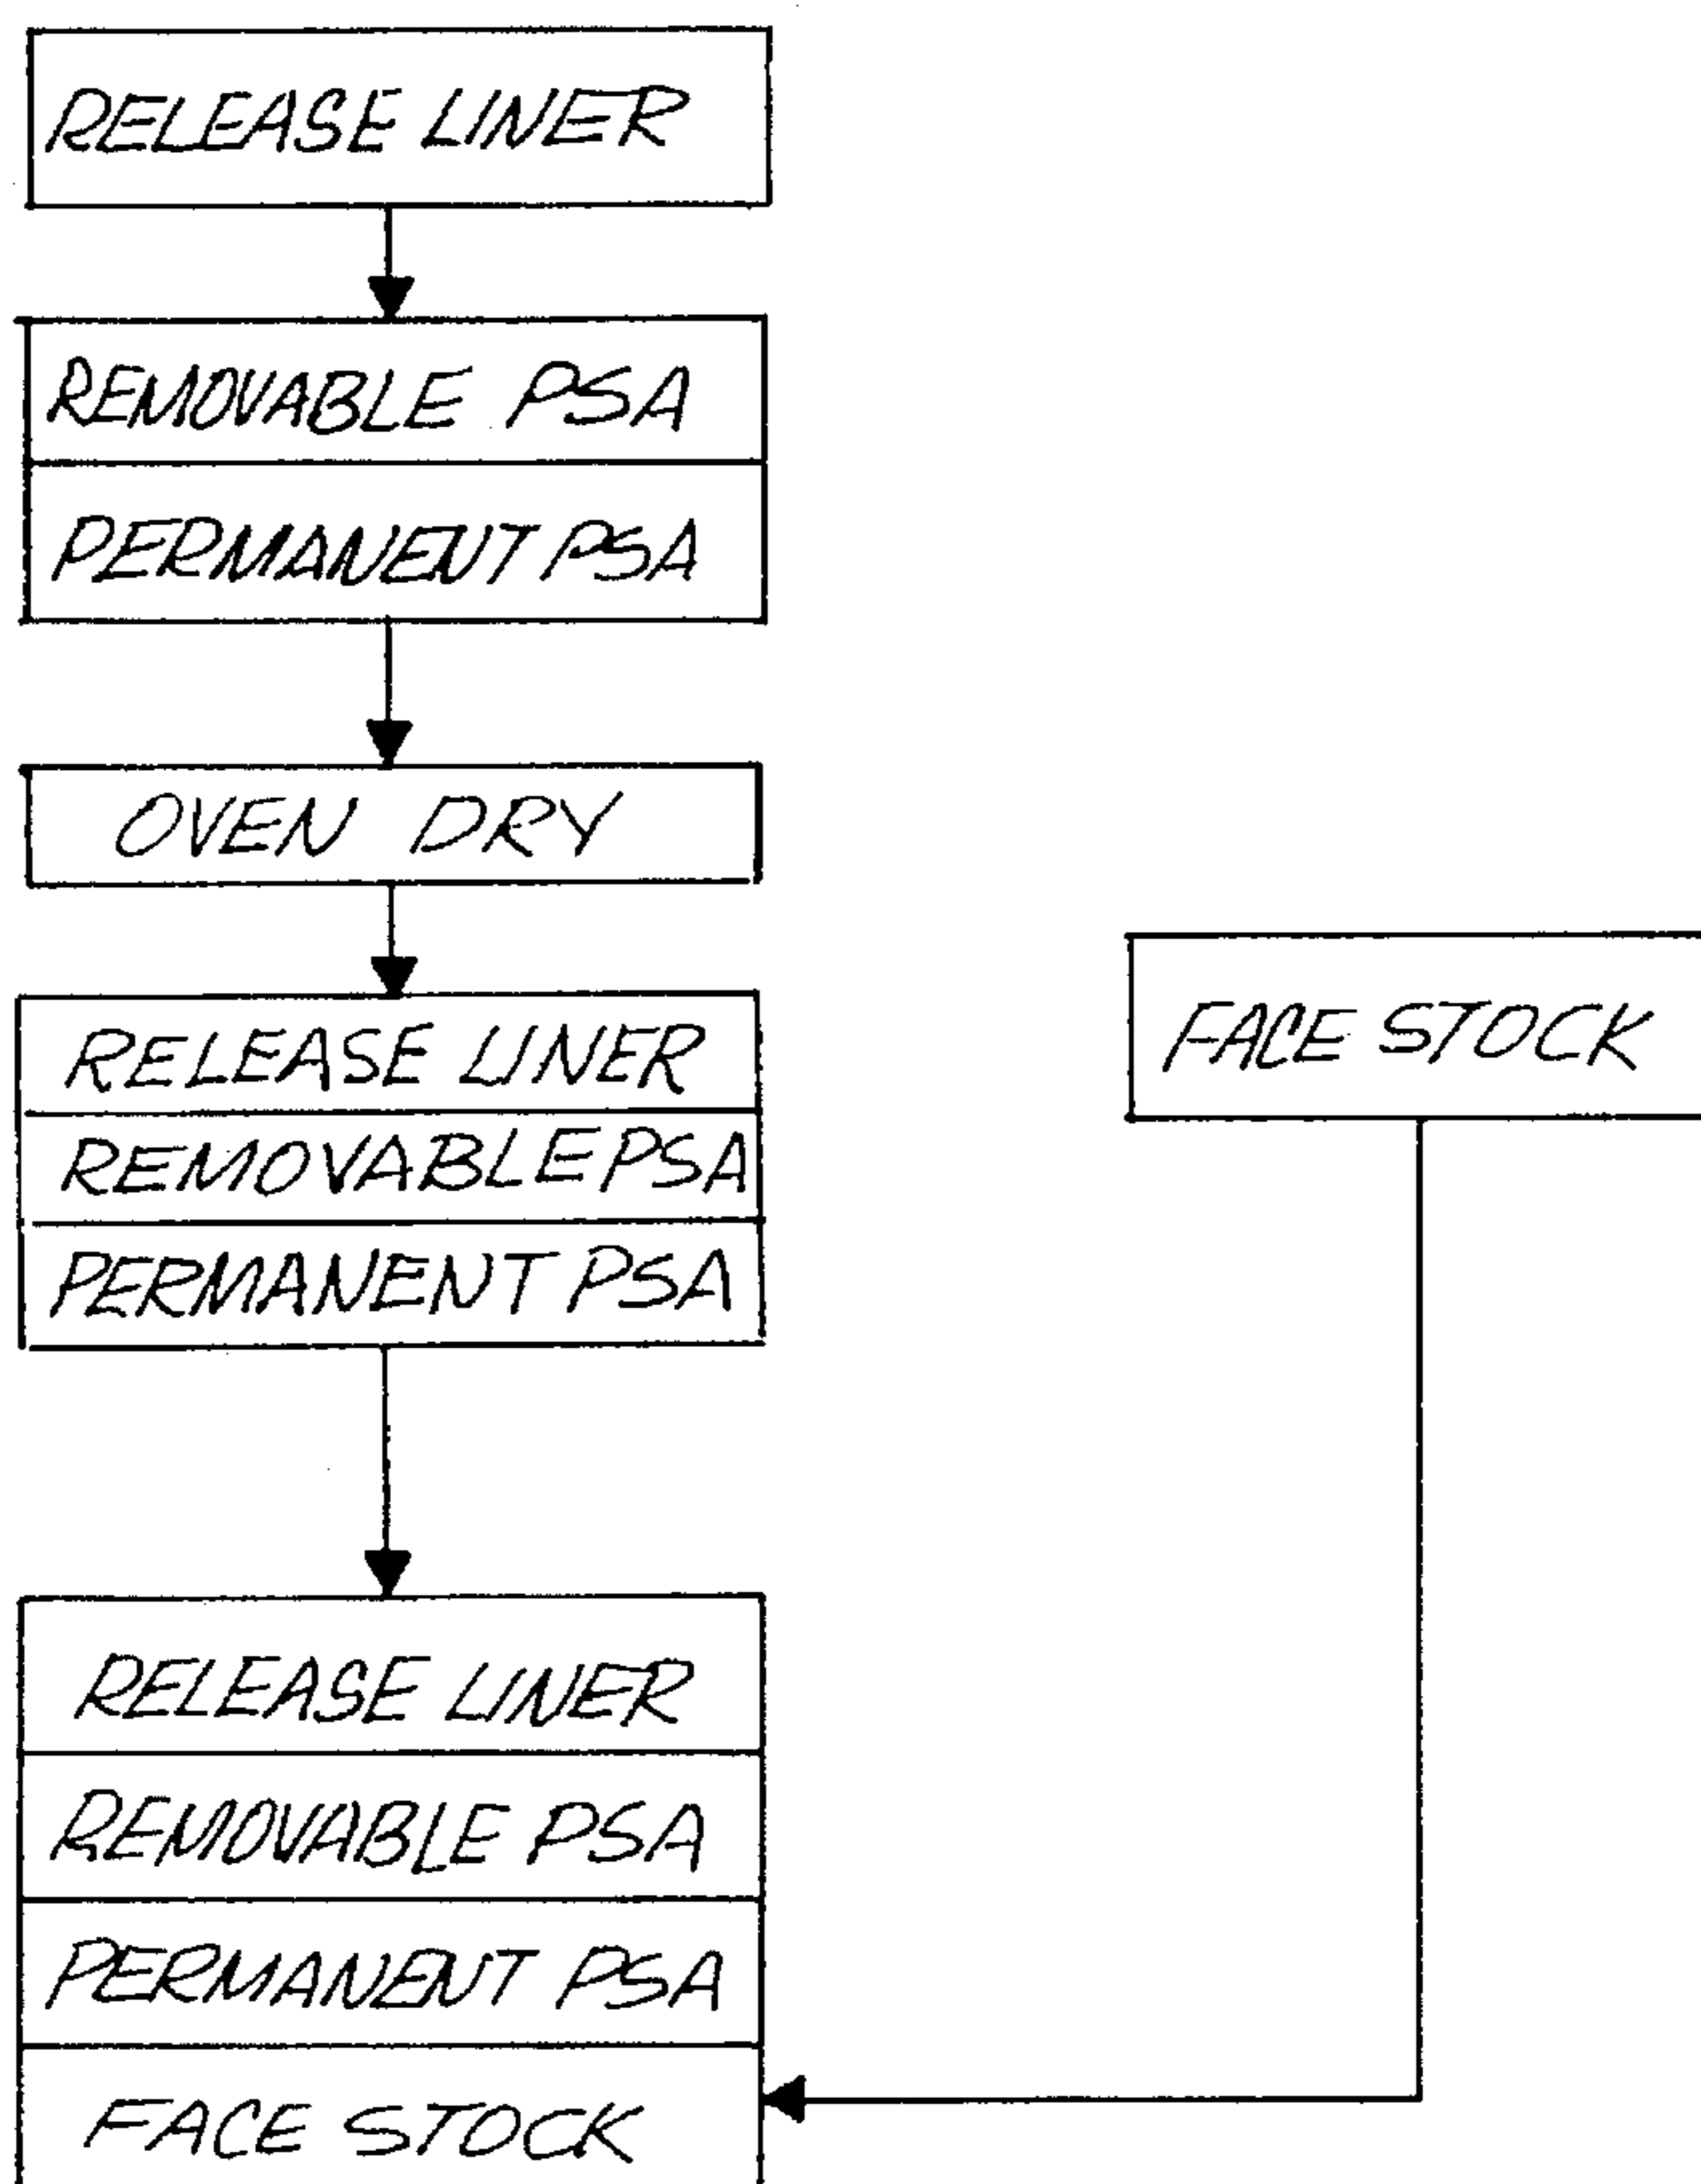 RELEASE LINER
REMOVABLE PSA
PERMANENT PSA
OVEN DRY
RELEASE LINER
REMOVABLE PSA
PERMANENT PSA
FACE STOCK
RELEASE LINER
REMOVABLE PSA
PERMANENT PSA
FACE STOCK